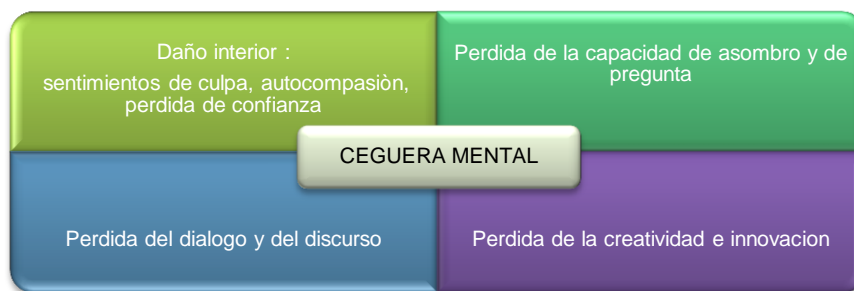 Daño interior :
sentimientos de culpa, autocompasiòn,
perdida de confianza
Perdida de la capacidad de asombro y de
pregunta
CEGUERA MENTAL
Perdida del dialogo y del discurso
Perdida de la creatividad e innovacion